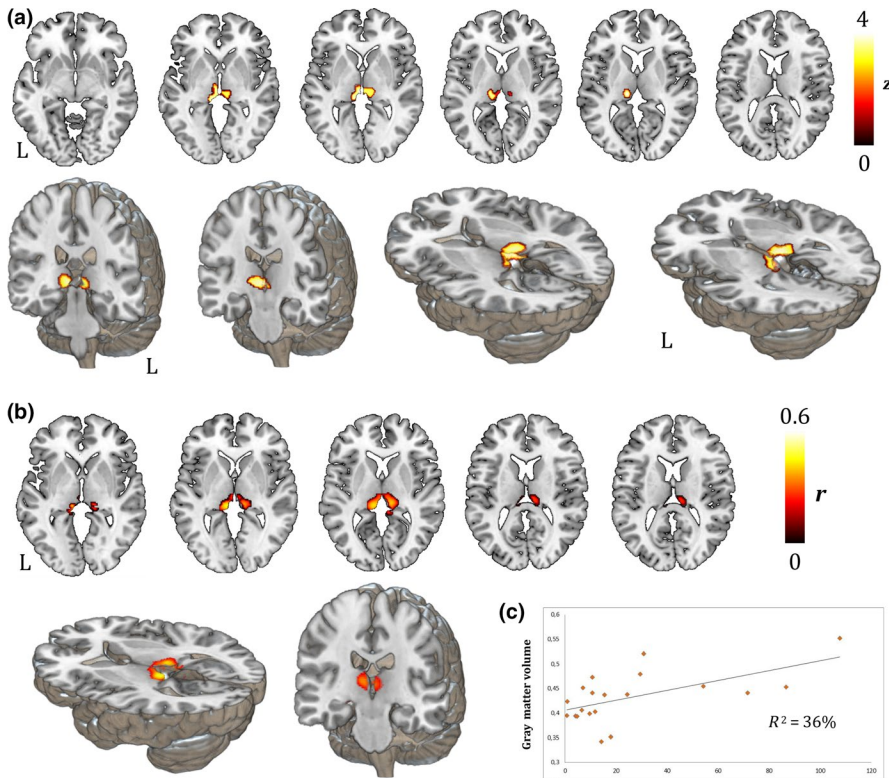 (a)
4
z
0
L
L
L
(b)
0.6
r
0
L
(c)
Gray matter volume
0,6
0,55
0,5
0,45
0,4
0,35
0,3
R² = 36%
0 20 40 60 80 100 120